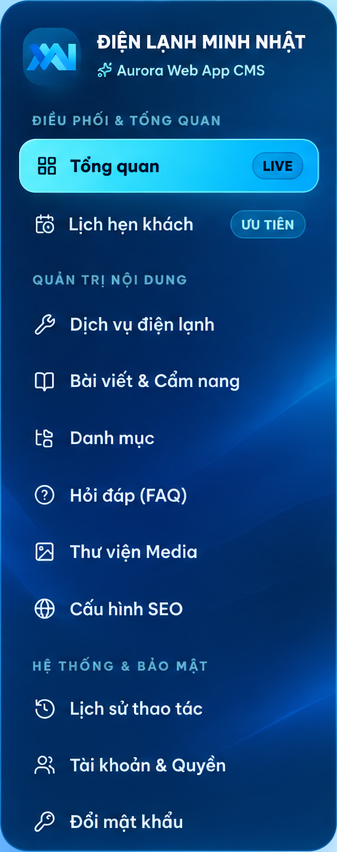 ĐIỆN LẠNH MINH NHẬT
Aurora Web App CMS
ĐIỀU PHỐI & TỔNG QUAN
Tổng quan LIVE
Lịch hẹn khách ƯU TIÊN
QUẢN TRỊ NỘI DUNG
Dịch vụ điện lạnh
Bài viết & Cẩm nang
Danh mục
Hỏi đáp (FAQ)
Thư viện Media
Cấu hình SEO
HỆ THỐNG & BẢO MẬT
Lịch sử thao tác
Tài khoản & Quyền
Đổi mật khẩu